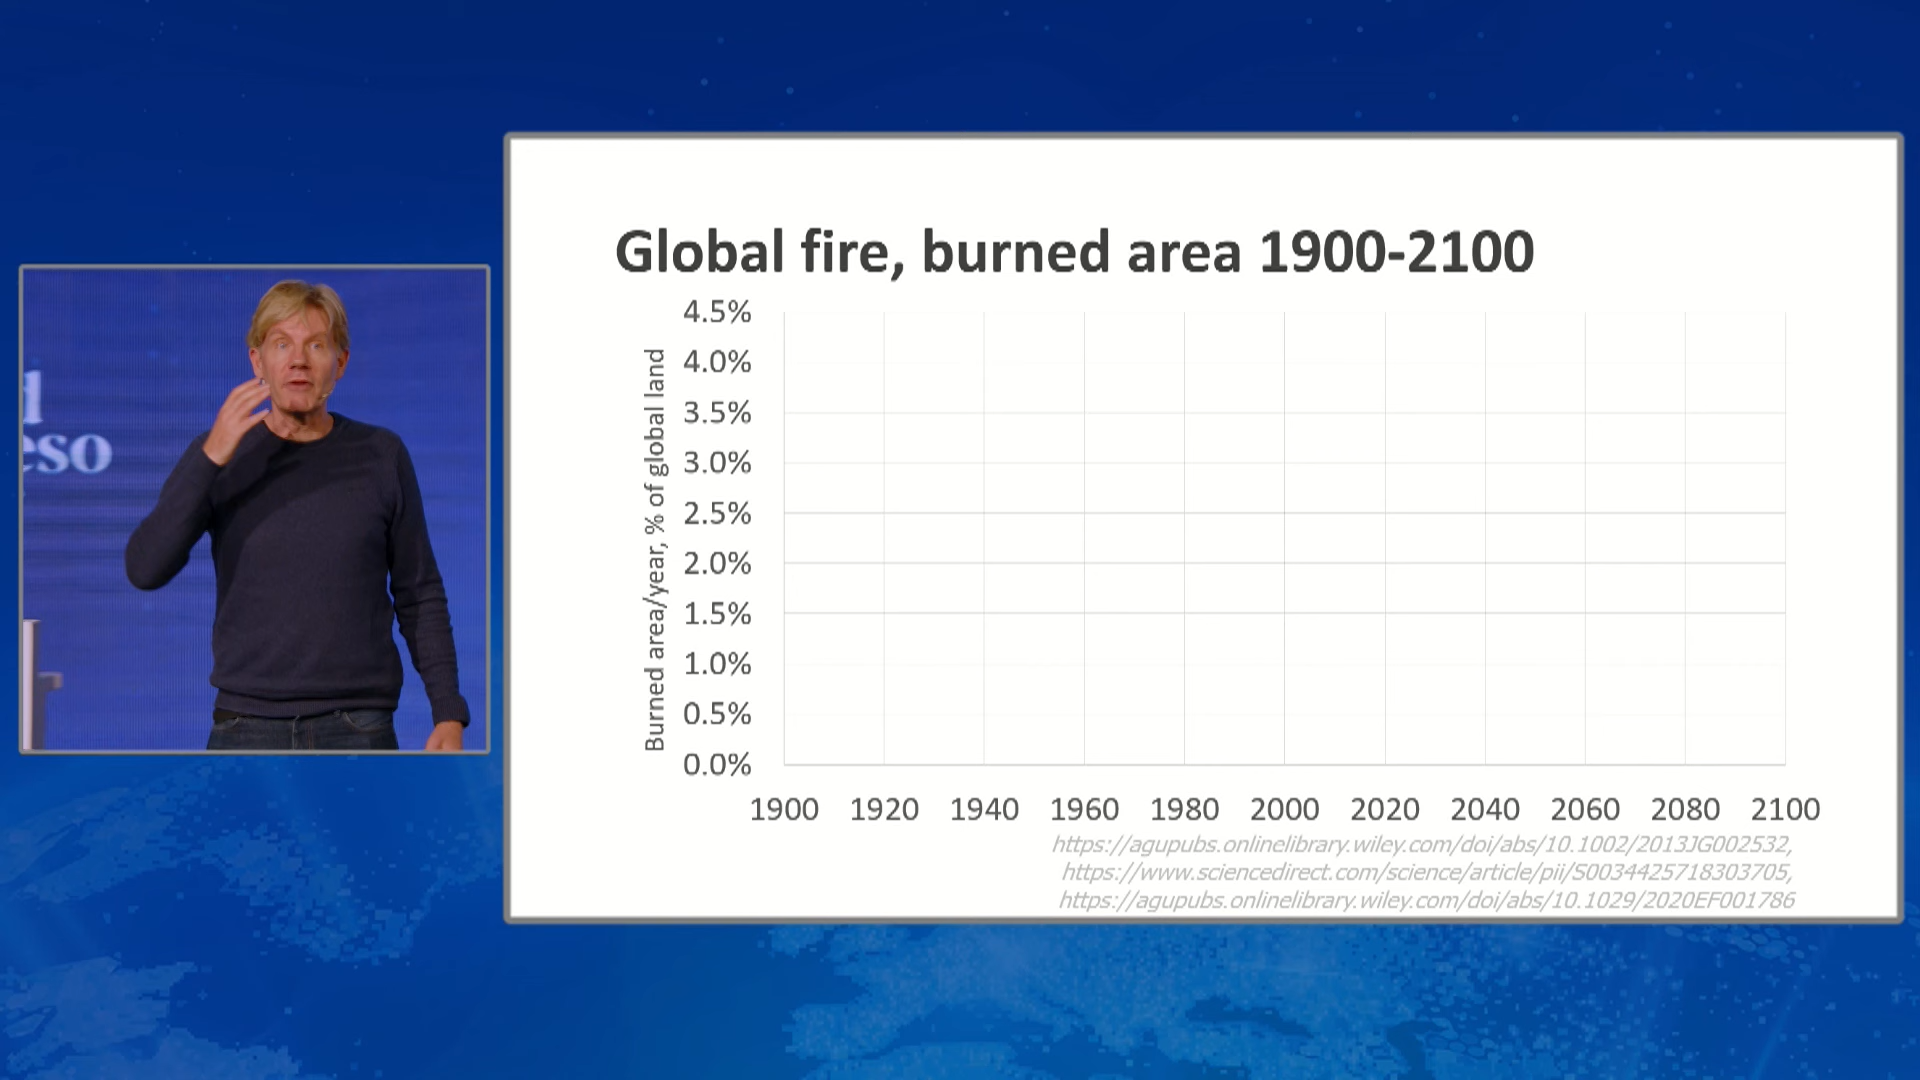 d
eso
Global fire, burned area 1900-2100
Burned area/year, % of global land
4.5%
4.0%
3.5%
3.0%
2.5%
2.0%
1.5%
1.0%
0.5%
0.0%
1900 1920 1940 1960 1980 2000 2020 2040 2060 2080 2100
https://agupubs.onlinelibrary.wiley.com/doi/abs/10.1002/2013JG002532,
https://www.sciencedirect.com/science/article/pii/S0034425718303705,
https://agupubs.onlinelibrary.wiley.com/doi/abs/10.1029/2020EF001786